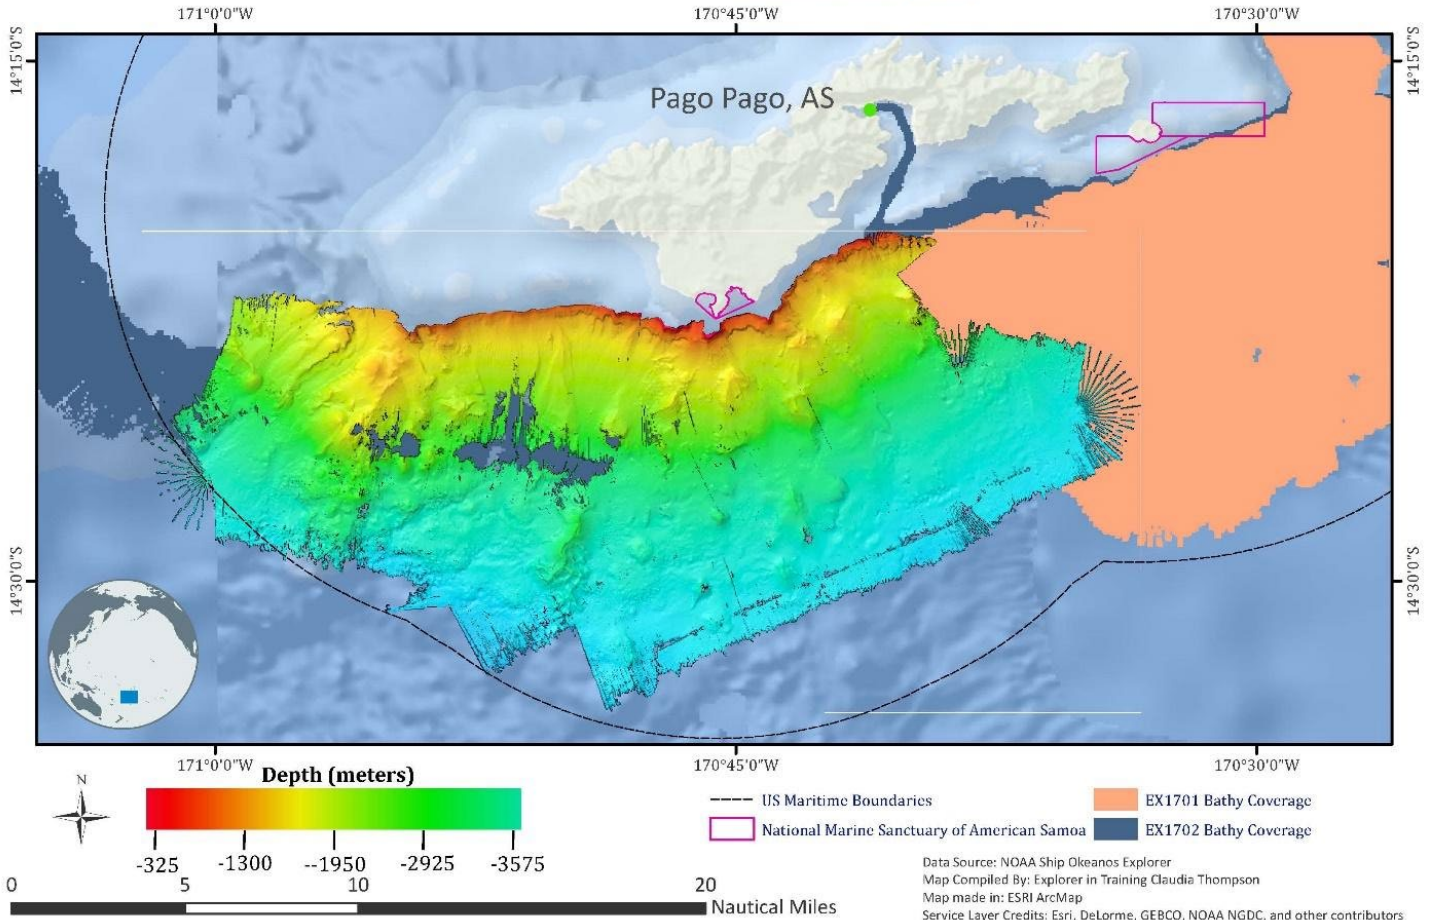 171°0'0"W 170°45'0"W 170°30'0"W
14°15'0"S 14°15'0"S
Pago Pago, AS
14°30'0"S 14°30'0"S
171°0'0"W 170°45'0"W 170°30'0"W
N
Depth (meters)
-325 -1300 --1950 -2925 -3575
0 5 10 20
Nautical Miles
US Maritime Boundaries
National Marine Sanctuary of American Samoa
EX1701 Bathy Coverage
EX1702 Bathy Coverage
Data Source: NOAA Ship Okeanos Explorer
Map Compiled By: Explorer in Training Claudia Thompson
Map made in: ESRI ArcMap
Service Layer Credits: Esri, DeLorme, GEBCO, NOAA NGDC, and other contributors